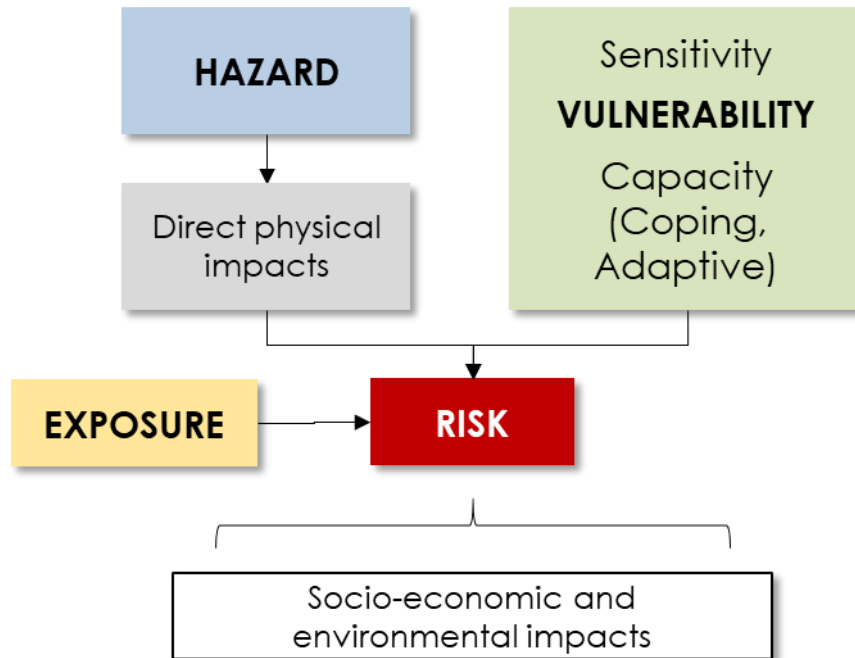 HAZARD
Direct physical
impacts
Sensitivity
VULNERABILITY
Capacity
(Coping,
Adaptive)
EXPOSURE
RISK
Socio-economic and
environmental impacts